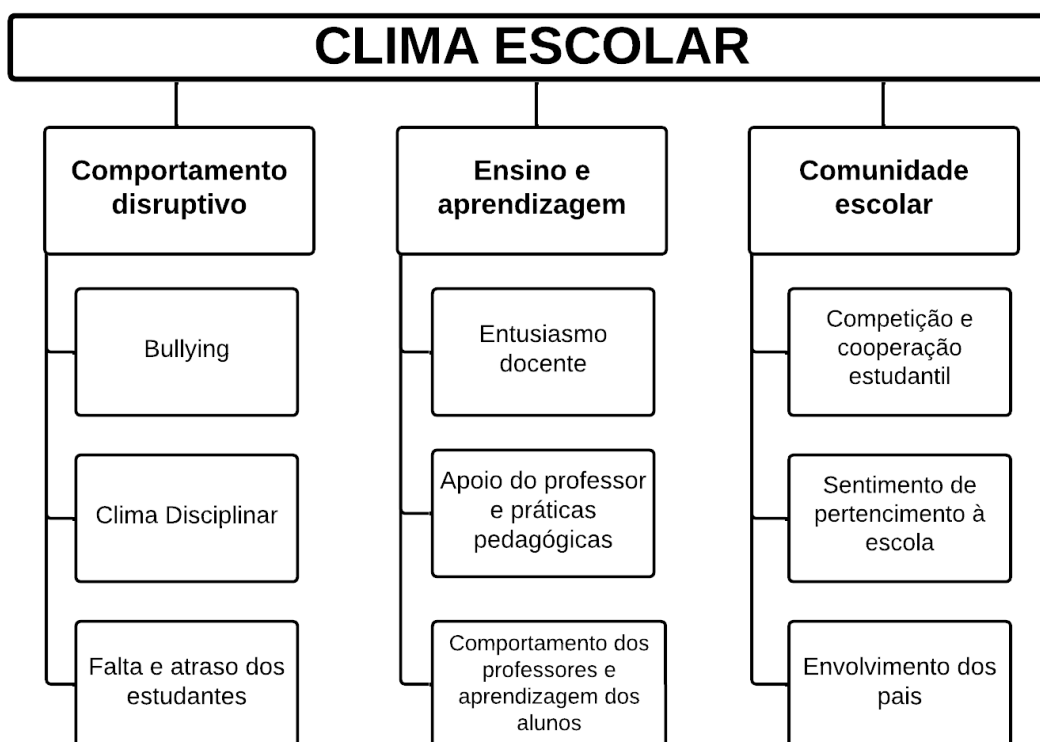 CLIMA ESCOLAR
Comportamento
disruptivo
Bullying
Clima Disciplinar
Falta e atraso dos
estudantes
Ensino e
aprendizagem
Entusiasmo
docente
Apoio do professor
e práticas
pedagógicas
Comportamento dos
professores e
aprendizagem dos
alunos
Comunidade
escolar
Competição e
cooperação
estudantil
Sentimento de
pertencimento à
escola
Envolvimento dos
pais